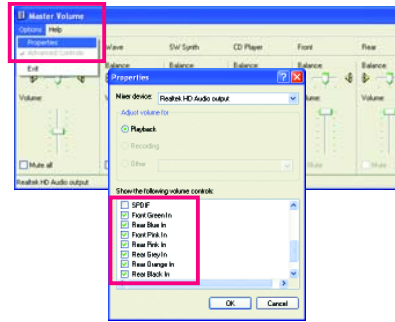 Master Volume
Options Help
Properties
Advanced Controls
Exit
Wave
SW Synth
CD Player
Front
Rear
Balance:
Balance:
Balance:
Balance:
Balance:
Volume:
Mute all
Mute
Mute
Realtek HD Audio output
Properties
Mixer device: Realtek HD Audio output
Adjust volume for
Playback
Recording
Other
Show the following volume controls:
SPDIF
Front Green In
Rear Blue In
Front Pink In
Rear Pink In
Rear Grey In
Rear Orange In
Rear Black In
OK Cancel